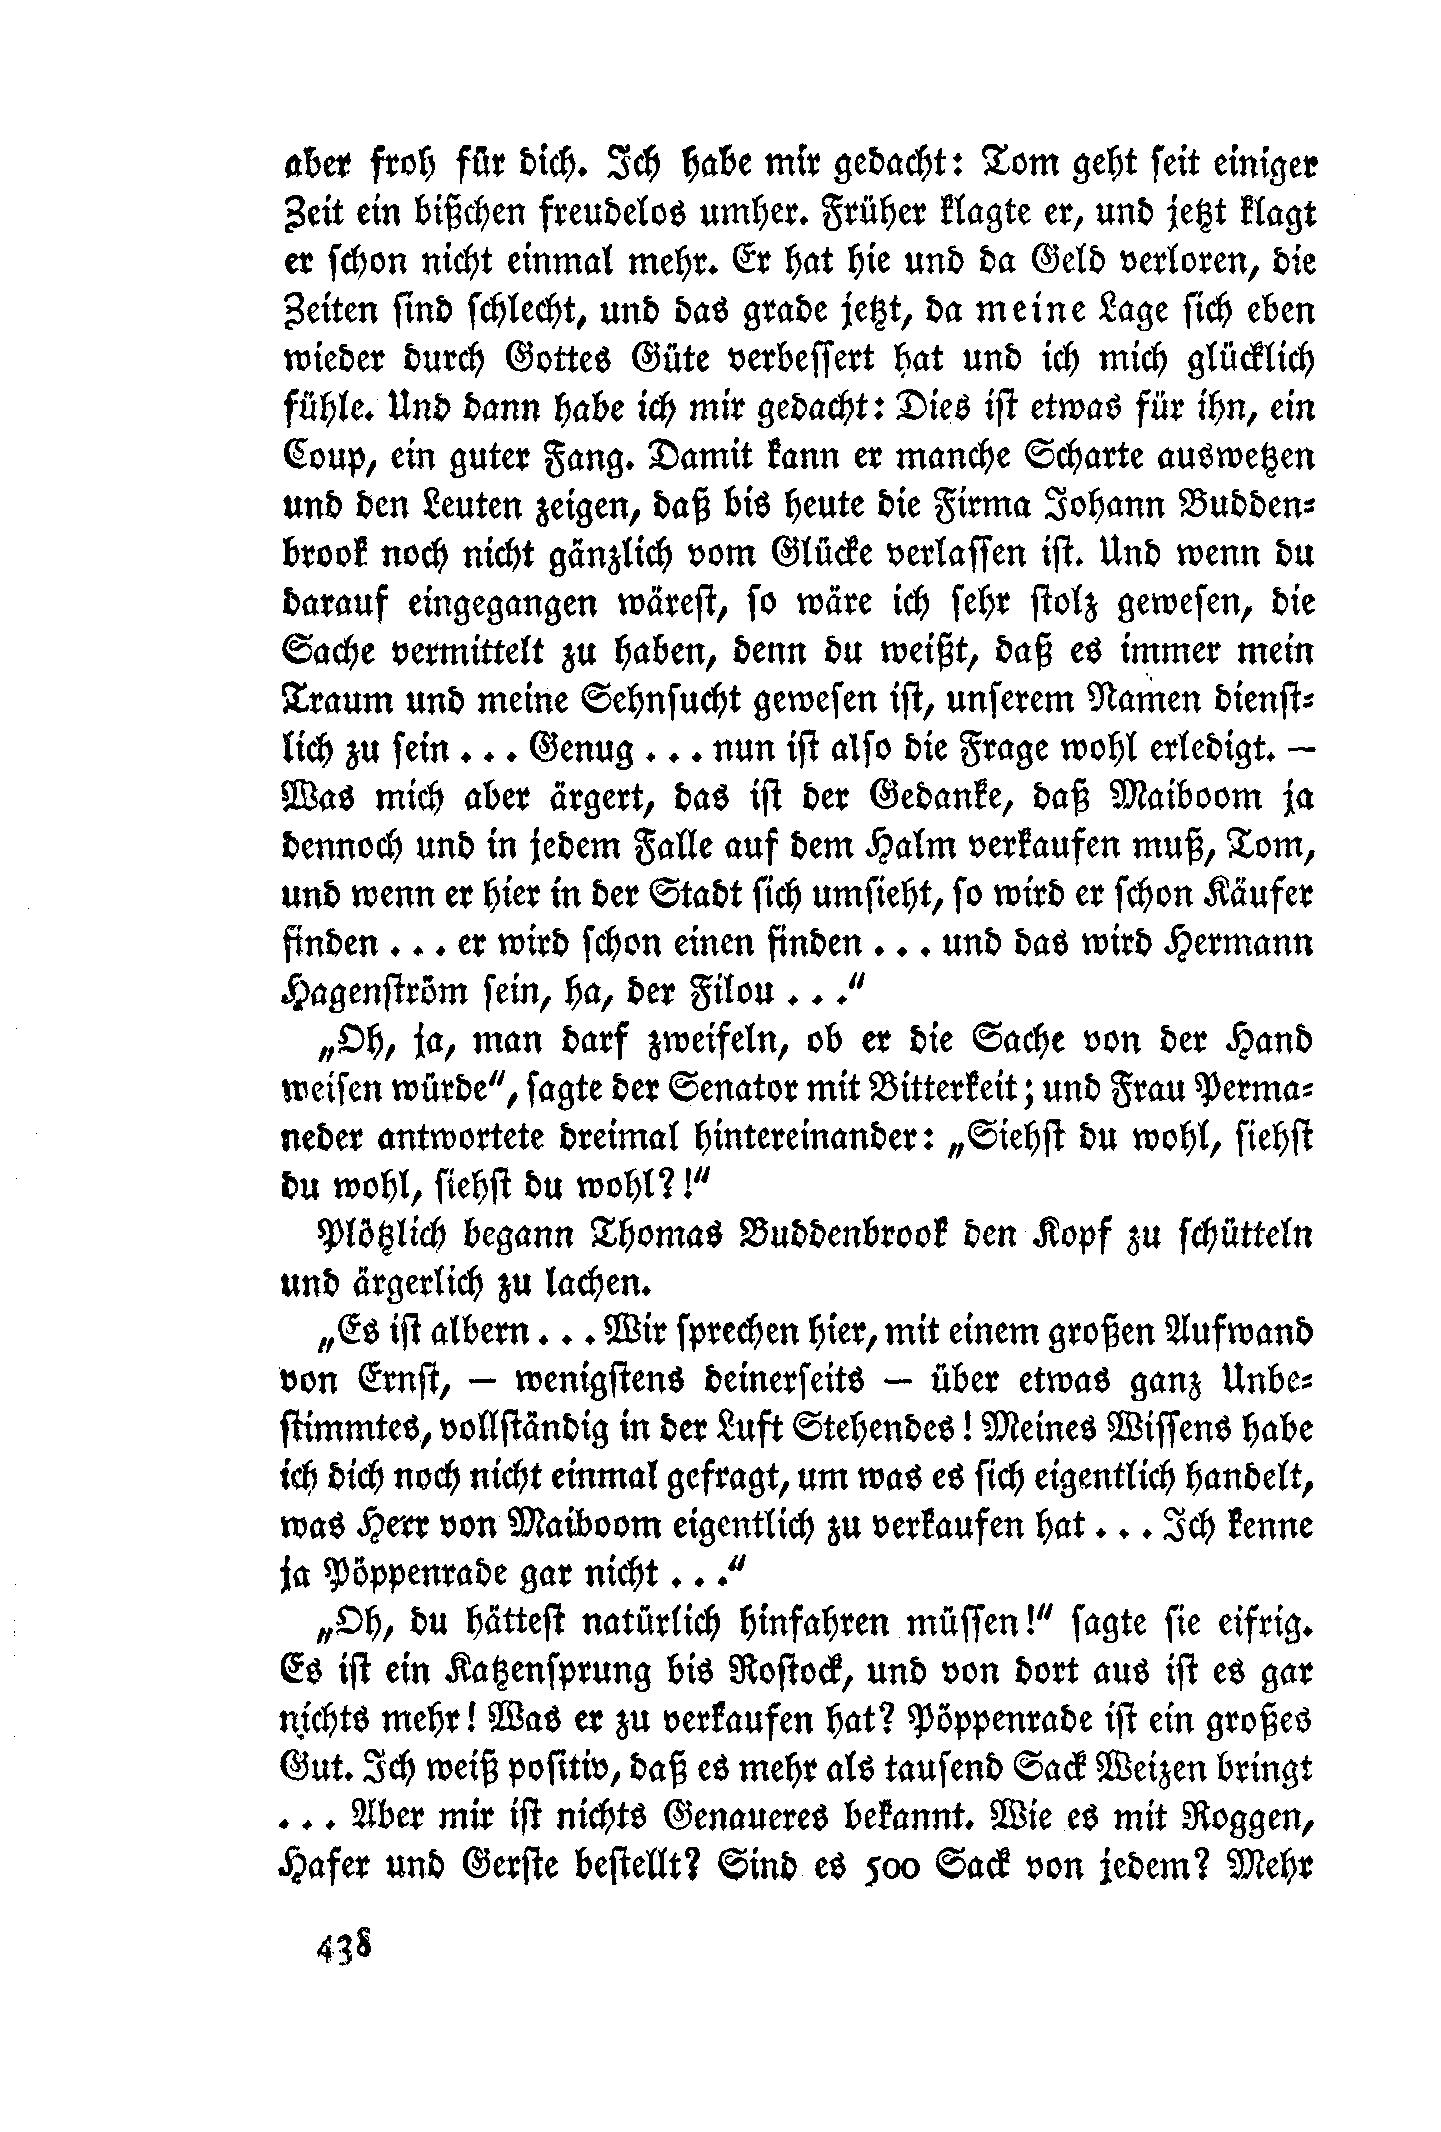 aber froh für dich. Ich habe mir gedacht: Tom geht seit einiger
Zeit ein bißchen freudelos umher. Früher klagte er, und jetzt klagt
er schon nicht einmal mehr. Er hat hie und da Geld verloren, die
Zeiten sind schlecht, und das grade jetzt, da meine Lage sich eben
wieder durch Gottes Güte verbessert hat und ich mich glücklich
fühle. Und dann habe ich mir gedacht: Dies ist etwas für ihn, ein
Coup, ein guter Fang. Damit kann er manche Scharte auswetzen
und den Leuten zeigen, daß bis heute die Firma Johann Budden-
brook noch nicht gänzlich vom Glücke verlassen ist. Und wenn du
darauf eingegangen wärest, so wäre ich sehr stolz gewesen, die
Sache vermittelt zu haben, denn du weißt, daß es immer mein
Traum und meine Sehnsucht gewesen ist, unserem Namen dienst-
lich zu sein . . . Genug . . . nun ist also die Frage wohl erledigt. —
Was mich aber ärgert, das ist der Gedanke, daß Maiboom ja
dennoch und in jedem Falle auf dem Halm verkaufen muß, Tom,
und wenn er hier in der Stadt sich umsieht, so wird er schon Käufer
finden . . . er wird schon einen finden . . . und das wird Hermann
Hagenström sein, ha, der Filou . . .“
„Oh, ja, man darf zweifeln, ob er die Sache von der Hand
weisen würde“, sagte der Senator mit Bitterkeit; und Frau Perma-
neder antwortete dreimal hintereinander: „Siehst du wohl, siehst
du wohl, siehst du wohl?!“
Plötzlich begann Thomas Buddenbrook den Kopf zu schütteln
und ärgerlich zu lachen.
„Es ist albern . . . Wir sprechen hier, mit einem großen Aufwand
von Ernst, — wenigstens deinerseits — über etwas ganz Unbe-
stimmtes, vollständig in der Luft Stehendes! Meines Wissens habe
ich dich noch nicht einmal gefragt, um was es sich eigentlich handelt,
was Herr von Maiboom eigentlich zu verkaufen hat . . . Ich kenne
ja Pöppenrade gar nicht . . .“
„Oh, du hättest natürlich hinfahren müssen!“ sagte sie eifrig.
Es ist ein Katzensprung bis Rostock, und von dort aus ist es gar
nichts mehr! Was er zu verkaufen hat? Pöppenrade ist ein großes
Gut. Ich weiß positiv, daß es mehr als tausend Sack Weizen bringt
. . . Aber mir ist nichts Genaueres bekannt. Wie es mit Roggen,
Hafer und Gerste bestellt? Sind es 500 Sack von jedem? Mehr
438